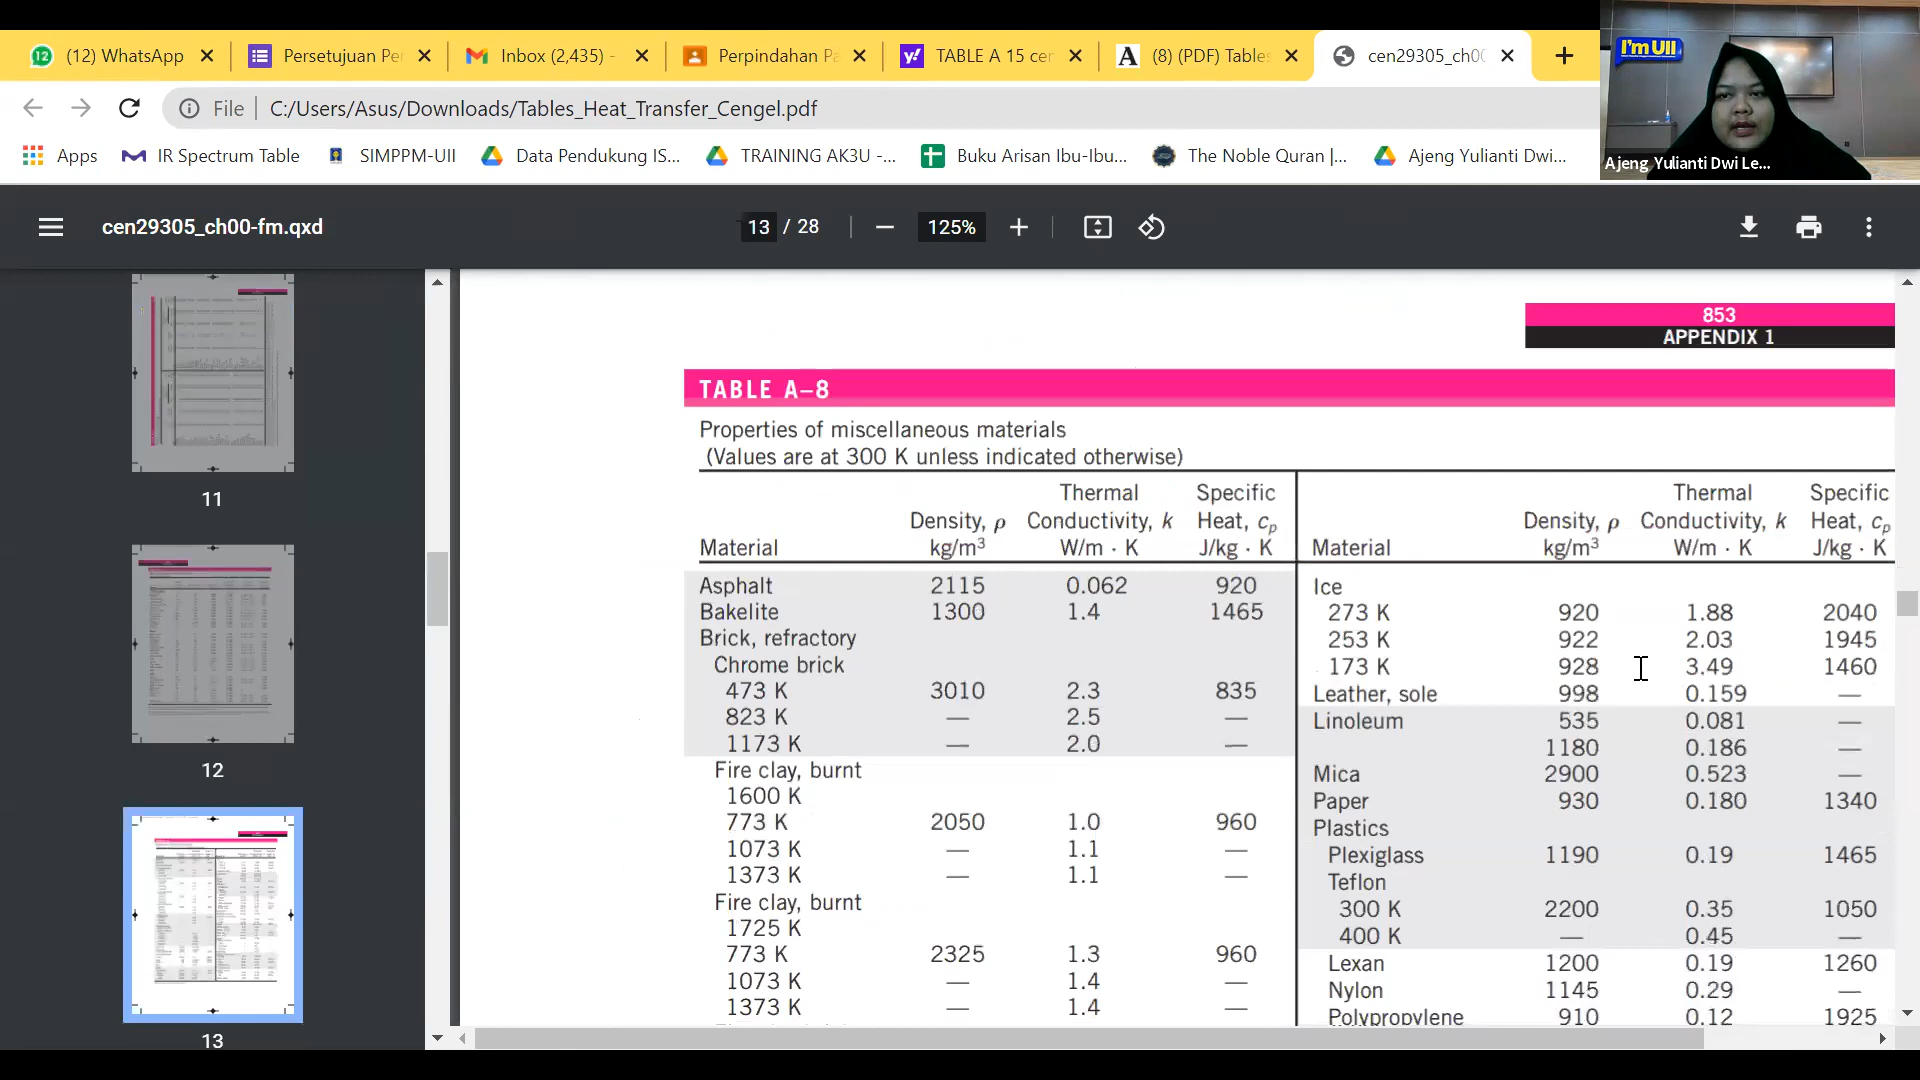 (12) WhatsApp
Persetujuan Pe
Inbox (2,435) -
Perpindahan Pa
TABLE A 15 cen
(8) (PDF) Tables
cen29305_ch00
I'm UII
File
C:/Users/Asus/Downloads/Tables_Heat_Transfer_Cengel.pdf
Apps
IR Spectrum Table
SIMPPM-UII
Data Pendukung IS...
TRAINING AK3U -...
Buku Arisan Ibu-Ibu...
The Noble Quran |...
Ajeng Yulianti Dwi...
Ajeng Yulianti Dwi Le...
cen29305_ch00-fm.qxd
13 / 28
125%
11
12
13
853
APPENDIX 1
TABLE A–8
Properties of miscellaneous materials
(Values are at 300 K unless indicated otherwise)
Thermal Specific
Density, ρ Conductivity, k Heat, cp
Material kg/m³ W/m · K J/kg · K
Asphalt 2115 0.062 920
Bakelite 1300 1.4 1465
Brick, refractory
Chrome brick
473 K 3010 2.3 835
823 K — 2.5 —
1173 K — 2.0 —
Fire clay, burnt
1600 K
773 K 2050 1.0 960
1073 K — 1.1 —
1373 K — 1.1 —
Fire clay, burnt
1725 K
773 K 2325 1.3 960
1073 K — 1.4 —
1373 K — 1.4 —
Thermal Specific
Density, ρ Conductivity, k Heat, cp
Material kg/m³ W/m · K J/kg · K
Ice
273 K 920 1.88 2040
253 K 922 2.03 1945
173 K 928 3.49 1460
Leather, sole 998 0.159 —
Linoleum 535 0.081 —
1180 0.186 —
Mica 2900 0.523 —
Paper 930 0.180 1340
Plastics
Plexiglass 1190 0.19 1465
Teflon
300 K 2200 0.35 1050
400 K — 0.45 —
Lexan 1200 0.19 1260
Nylon 1145 0.29 —
Polypropylene 910 0.12 1925